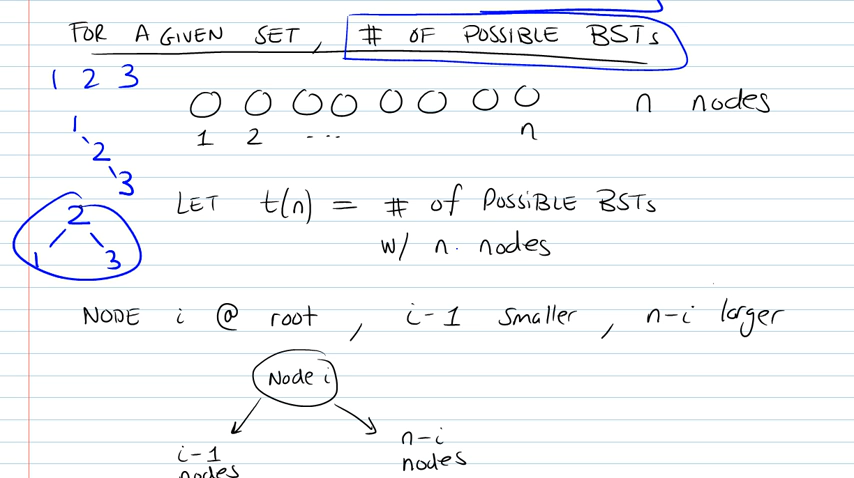 FOR A GIVEN SET, # OF POSSIBLE BSTs
1 2 3
n nodes
1 2 ... n
1
2
3
LET t(n) = # of POSSIBLE BSTs
w/ n. nodes
2
1 3
NODE i @ root, i-1 smaller, n-i larger
Node i
i-1
nodes
n-i
nodes